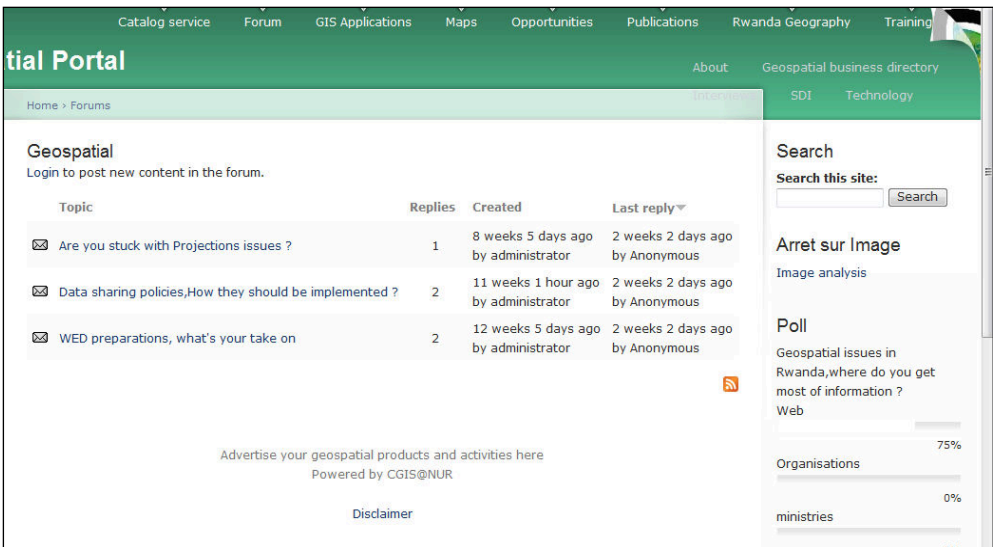 Catalog service Forum GIS Applications Maps Opportunities Publications Rwanda Geography Training
tial Portal
About Geospatial business directory
SDI Technology
Home › Forums
Geospatial
Login to post new content in the forum.
Topic Replies Created Last reply
Are you stuck with Projections issues ? 1 8 weeks 5 days ago 2 weeks 2 days ago
by administrator by Anonymous
Data sharing policies,How they should be implemented ? 2 11 weeks 1 hour ago 2 weeks 2 days ago
by administrator by Anonymous
WED preparations, what's your take on 2 12 weeks 5 days ago 2 weeks 2 days ago
by administrator by Anonymous
Advertise your geospatial products and activities here
Powered by CGIS@NUR
Disclaimer
Search
Search this site:
Search
Arret sur Image
Image analysis
Poll
Geospatial issues in
Rwanda,where do you get
most of information ?
Web
75%
Organisations
0%
ministries